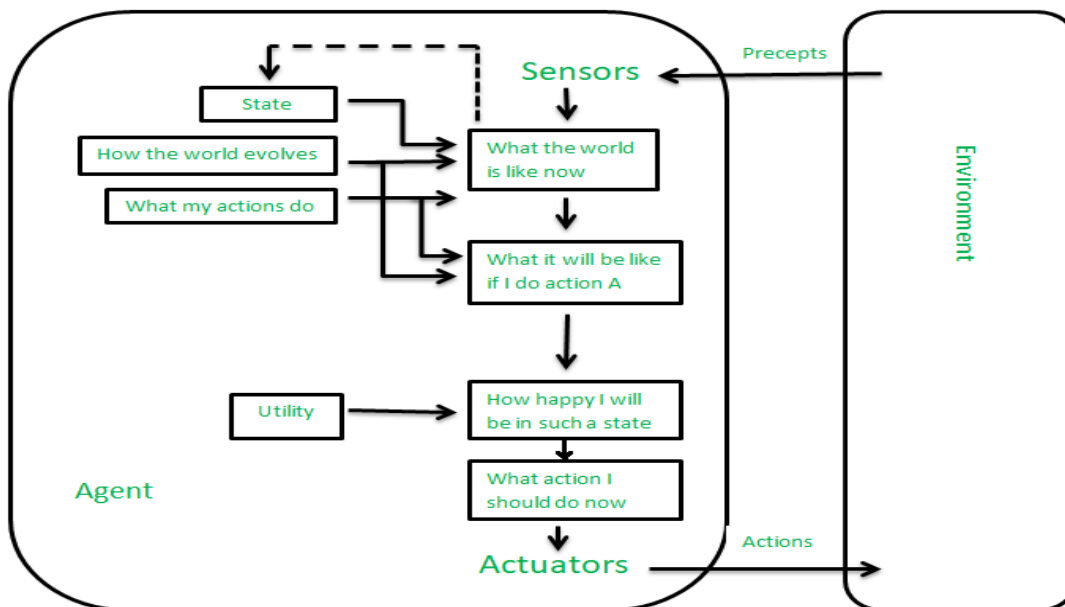 Precepts
Sensors
State
How the world evolves
What the world
is like now
What my actions do
What it will be like
if I do action A
Environment
Utility
How happy I will
be in such a state
What action I
should do now
Agent
Actuators
Actions